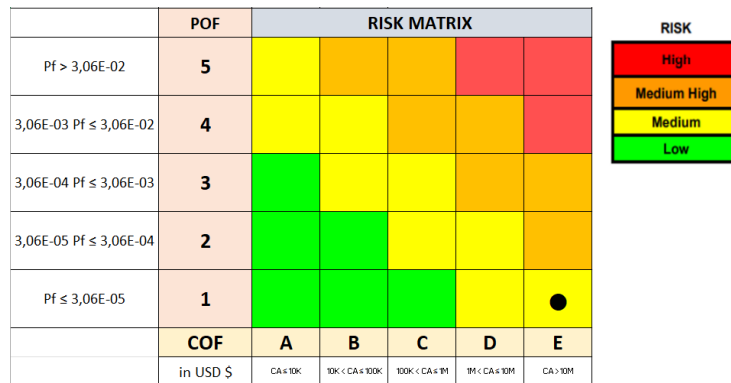 POF RISK MATRIX
Pf > 3,06E-02 5
3,06E-03 Pf ≤ 3,06E-02 4
3,06E-04 Pf ≤ 3,06E-03 3
3,06E-05 Pf ≤ 3,06E-04 2
Pf ≤ 3,06E-05 1
COF A B C D E
in USD $ CA ≤ 10K 10K < CA ≤ 100K 100K < CA ≤ 1M 1M < CA ≤ 10M CA > 10M
RISK
High
Medium High
Medium
Low